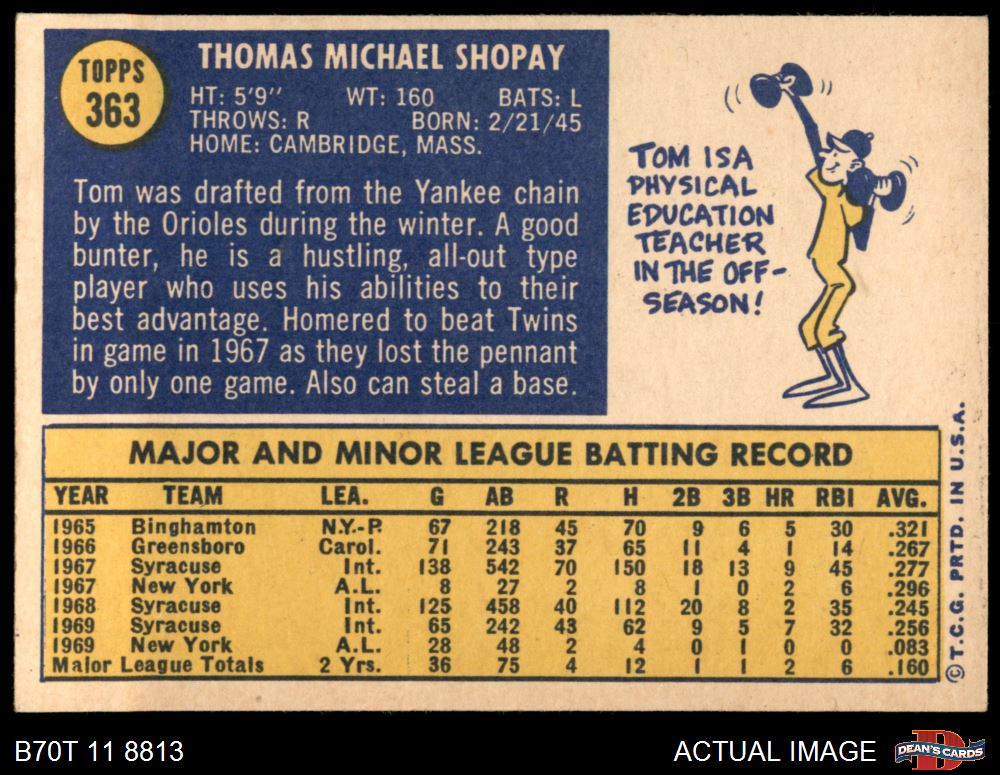 TOPPS
363
THOMAS MICHAEL SHOPAY
HT: 5'9" WT: 160 BATS: L
THROWS: R BORN: 2/21/45
HOME: CAMBRIDGE, MASS.
Tom was drafted from the Yankee chain
by the Orioles during the winter. A good
bunter, he is a hustling, all-out type
player who uses his abilities to their
best advantage. Homered to beat Twins
in game in 1967 as they lost the pennant
by only one game. Also can steal a base.
TOM IS A
PHYSICAL
EDUCATION
TEACHER
IN THE OFF-
SEASON!
MAJOR AND MINOR LEAGUE BATTING RECORD
YEAR TEAM LEA. G AB R H 2B 3B HR RBI AVG.
1965 Binghamton N.Y.-P. 67 218 45 70 9 6 5 30 .321
1966 Greensboro Carol. 71 243 37 65 11 4 1 14 .267
1967 Syracuse Int. 138 542 70 150 18 13 9 45 .277
1967 New York A.L. 8 27 2 8 1 0 2 6 .296
1968 Syracuse Int. 125 458 40 112 20 8 2 35 .245
1969 Syracuse Int. 65 242 43 62 9 5 7 32 .256
1969 New York A.L. 28 48 2 4 0 1 0 0 .083
Major League Totals 2 Yrs. 36 75 4 12 1 1 2 6 .160
© T.C.G. PRTD. IN U.S.A.
B70T 11 8813
ACTUAL IMAGE
DEAN'S CARDS